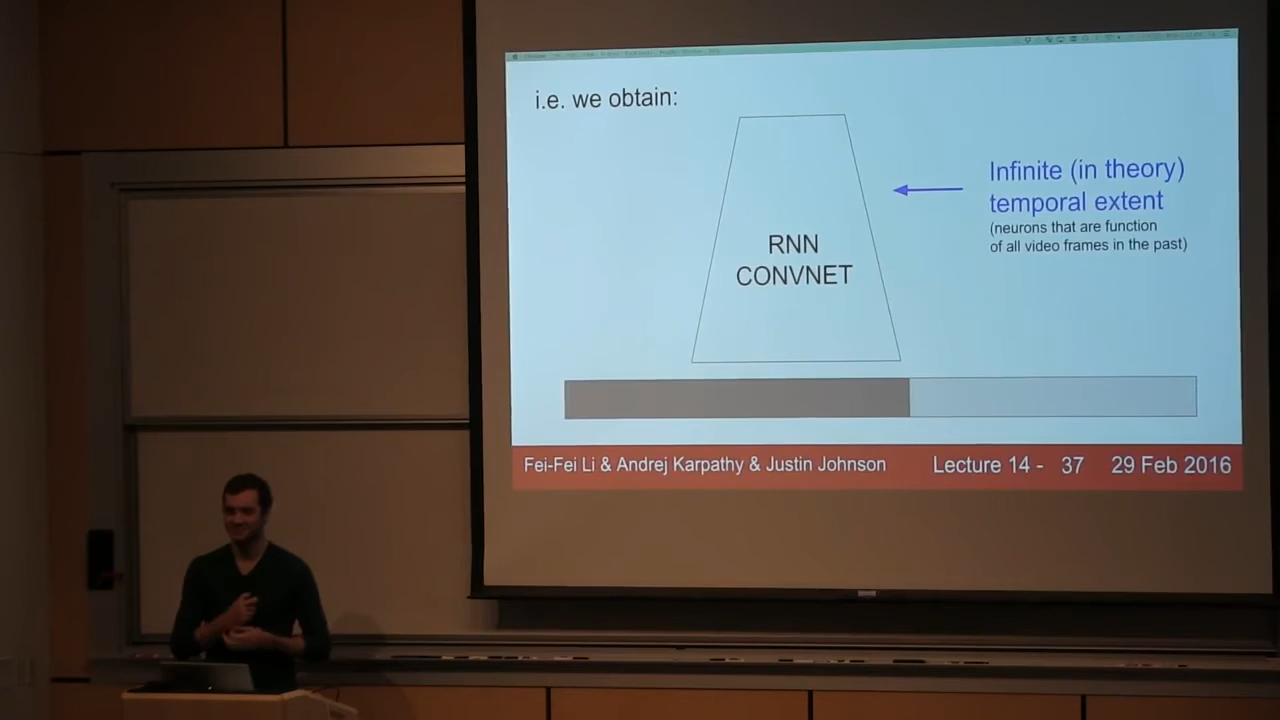 i.e. we obtain:
Infinite (in theory)
temporal extent
(neurons that are function
of all video frames in the past)
RNN
CONVNET
Fei-Fei Li & Andrej Karpathy & Justin Johnson
Lecture 14 - 37 29 Feb 2016